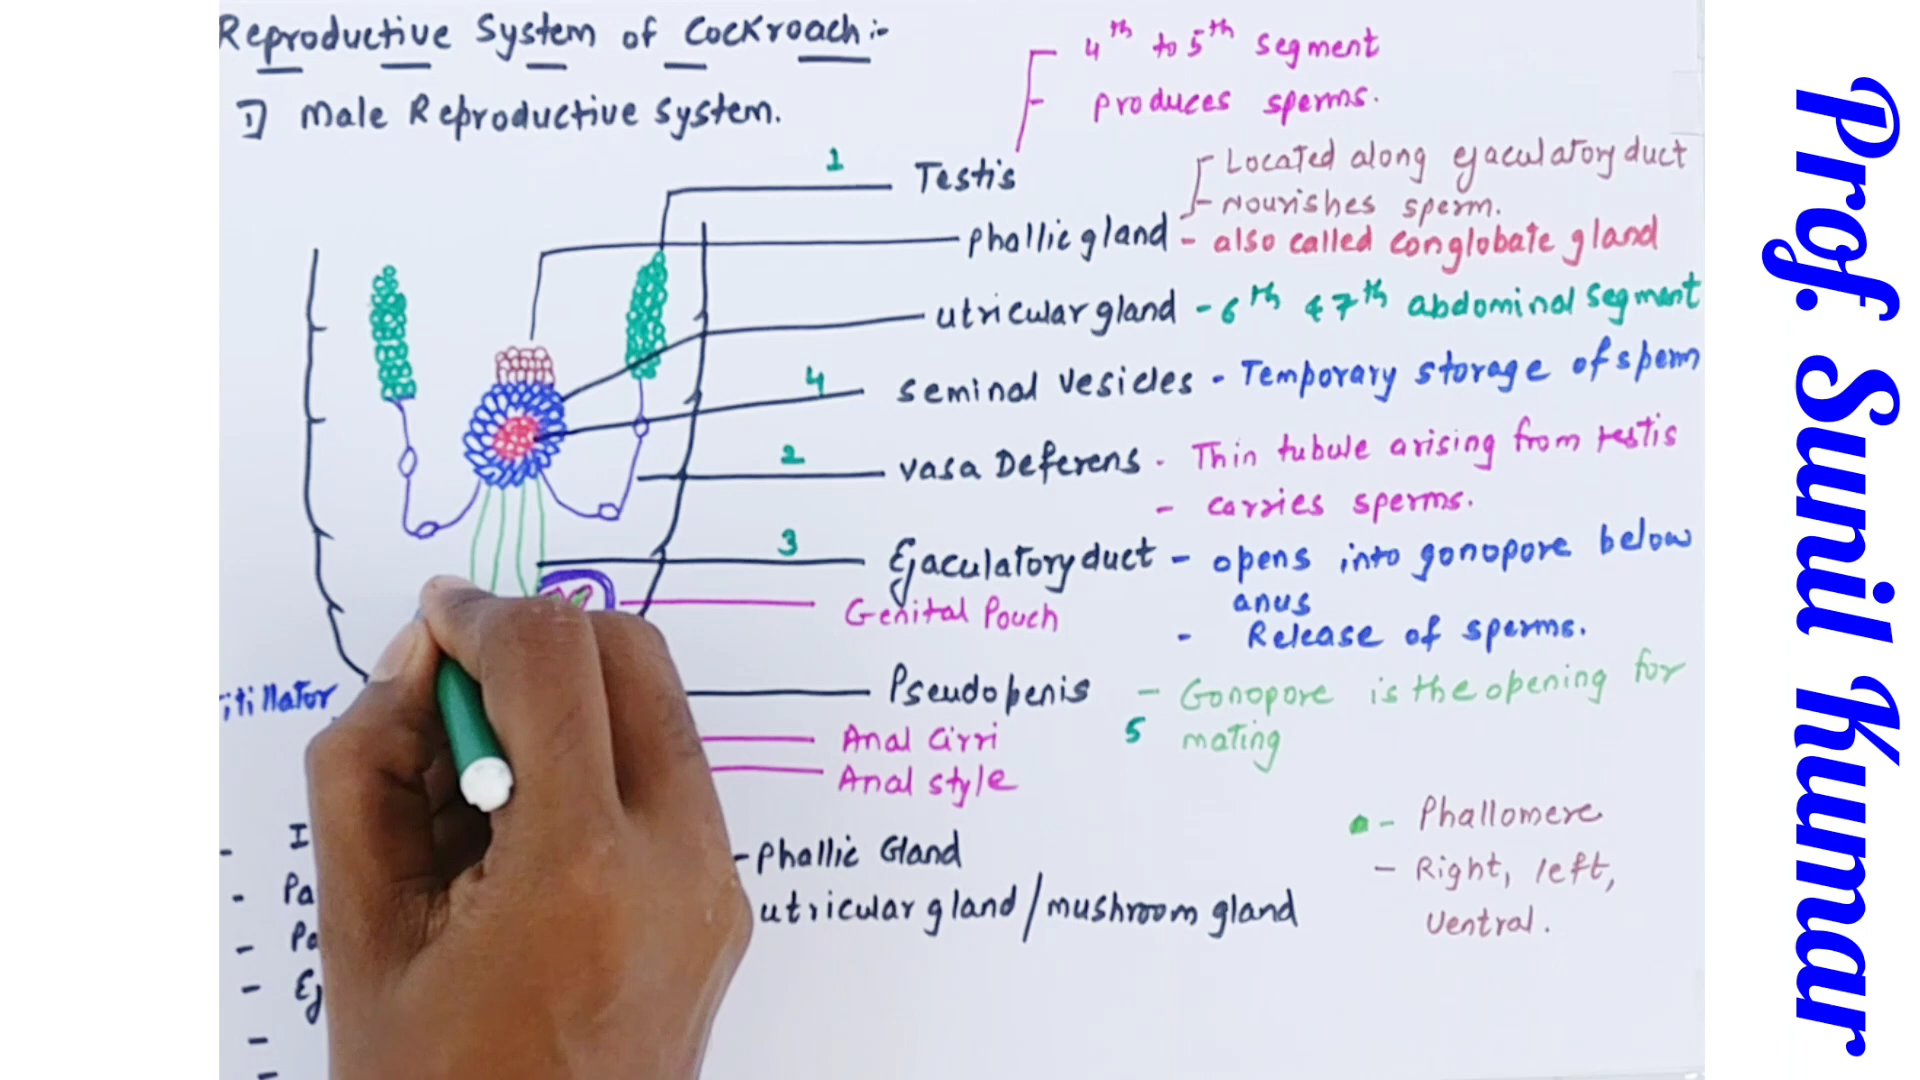 Reproductive System of Cockroach:-
1) Male Reproductive System.
4th to 5th segment
- Produces sperms.
1
Testis
Located along ejaculatory duct
- Nourishes sperm.
Phallic gland - also called conglobate gland
utricular gland - 6th & 7th abdominal segment
4
seminal vesicles - Temporary storage of sperm
2
vasa Deferens - Thin tubule arising from testis
- carries sperms.
3
Ejaculatory duct - opens into gonopore below
anus
Genital Pouch
- Release of sperms.
Titillator
Pseudopenis - Gonopore is the opening for
5 mating
Anal Cirri
Anal style
- Phallomere
- Right, left,
ventral.
- I
- Phallic Gland
- Pa
utricular gland / mushroom gland
- Pa
- Ej
-
-
Prof. Sunil Kumar